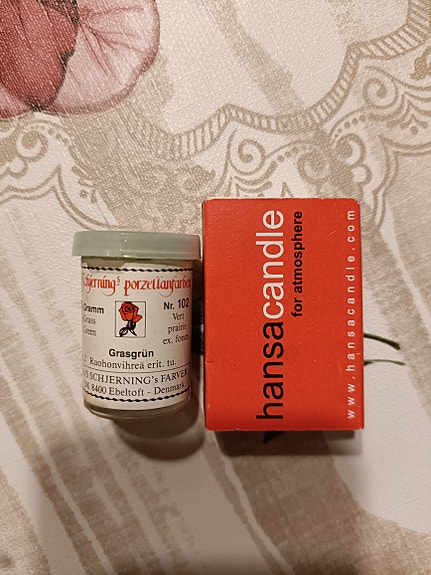 Schjerning's porzellanfarben
Gramm
Nr. 102
Grass
Vert
Green
prairie
ex. foncé
Grasgrün
Ruohonvihreä erit. tu.
SCHJERNING's FARVER
8400 Ebeltoft - Denmark
hansacandle
for atmosphere
www.hansacandle.com